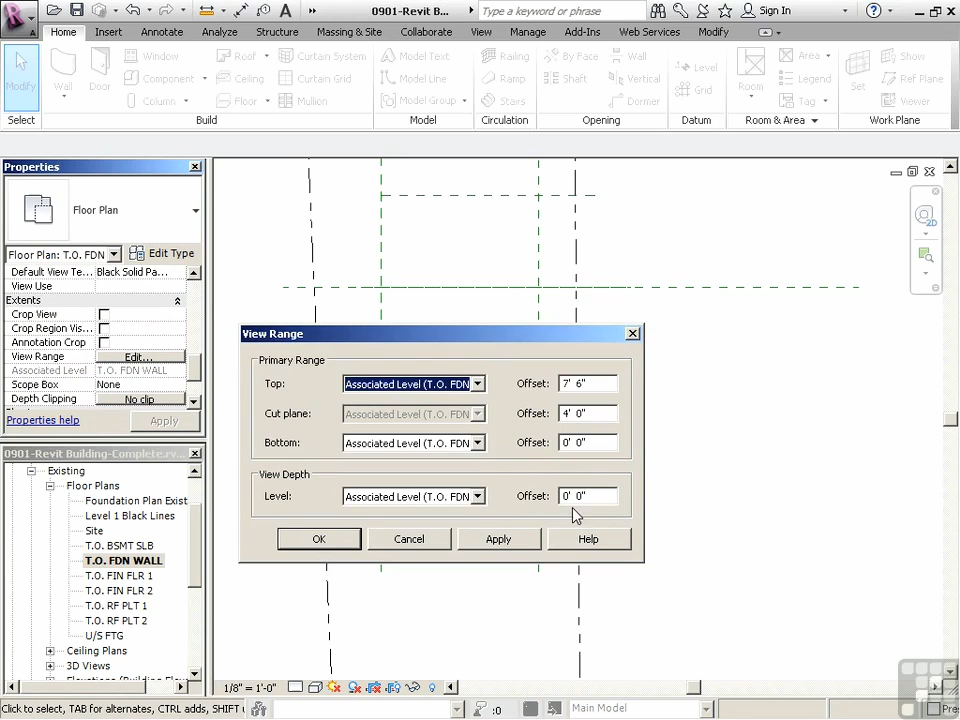 0901-Revit B...
Type a keyword or phrase
Sign In
Home Insert Annotate Analyze Structure Massing & Site Collaborate View Manage Add-Ins Web Services Modify
Modify
Wall
Door
Window
Component
Column
Roof
Ceiling
Floor
Curtain System
Curtain Grid
Mullion
Model Text
Model Line
Model Group
Railing
Ramp
Stairs
By Face
Shaft
Wall
Vertical
Dormer
Level
Grid
Room
Area
Legend
Tag
Set
Show
Ref Plane
Viewer
Select Build Model Circulation Opening Datum Room & Area Work Plane
Properties
Floor Plan
Floor Plan: T.O. FDN Edit Type
Default View Te... Black Solid Pa...
View Use
Extents
Crop View
Crop Region Vis...
Annotation Crop
View Range Edit...
Associated Level T.O. FDN WALL
Scope Box None
Depth Clipping No clip
Properties help Apply
0901-Revit Building-Complete.rv...
Existing
Floor Plans
Foundation Plan Exist
Level 1 Black Lines
Site
T.O. BSMT SLB
T.O. FDN WALL
T.O. FIN FLR 1
T.O. FIN FLR 2
T.O. RF PLT 1
T.O. RF PLT 2
U/S FTG
Ceiling Plans
3D Views
2D
View Range
Primary Range
Top: Associated Level (T.O. FDN Offset: 7' 6"
Cut plane: Associated Level (T.O. FDN Offset: 4' 0"
Bottom: Associated Level (T.O. FDN Offset: 0' 0"
View Depth
Level: Associated Level (T.O. FDN Offset: 0' 0"
OK Cancel Apply Help
1/8" = 1'-0"
Click to select, TAB for alternates, CTRL adds, SHIFT u
:0
Main Model